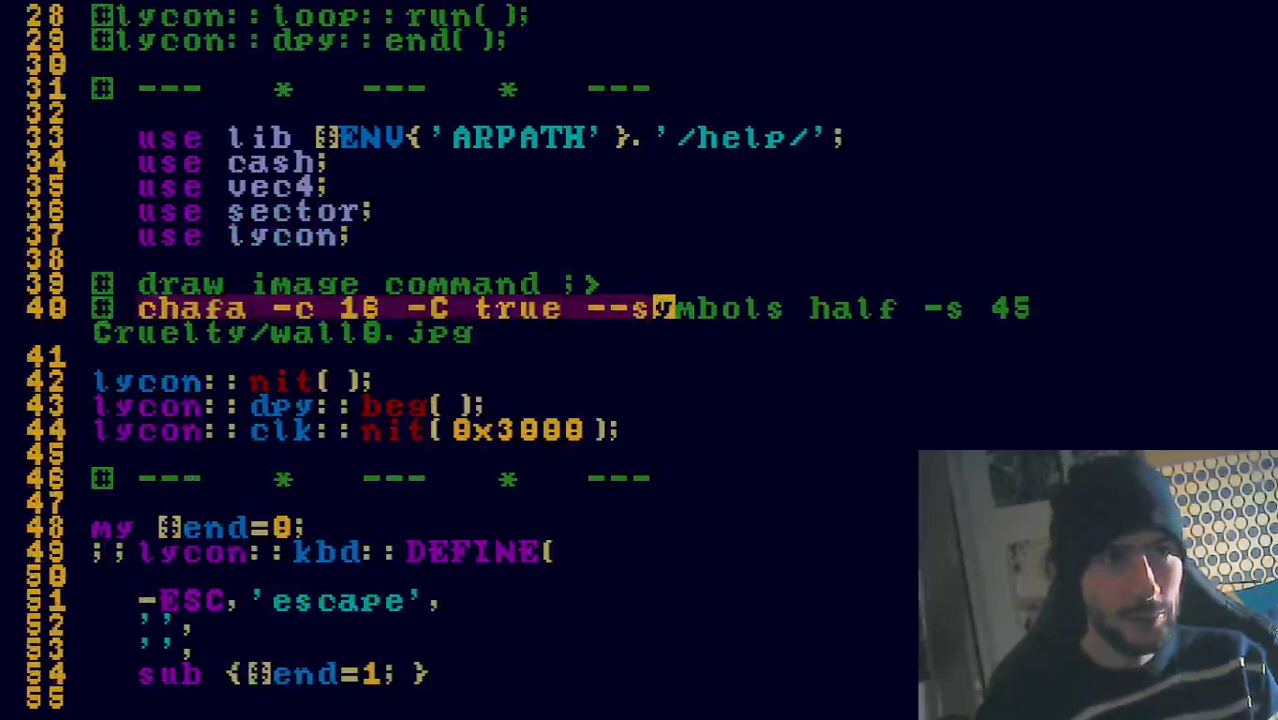 28 #lycon::loop::run( );
29 #lycon::dpy::end( );
30
31 # --- * --- * ---
32
33 use lib $ENV{'ARPATH'}.'/help/';
34 use cash;
35 use vec4;
36 use sector;
37 use lycon;
38
39 # draw image command ;>
40 # chafa -c 16 -C true --symbols half -s 45
Cruelty/wall0.jpg
41
42 lycon::nit( );
43 lycon::dpy::beg( );
44 lycon::clk::nit( 0x3000 );
45
46 # --- * --- * ---
47
48 my $end=0;
49 ;;lycon::kbd::DEFINE(
50
51 -ESC,'escape',
52 '',
53 '',
54 sub {$end=1; }
55